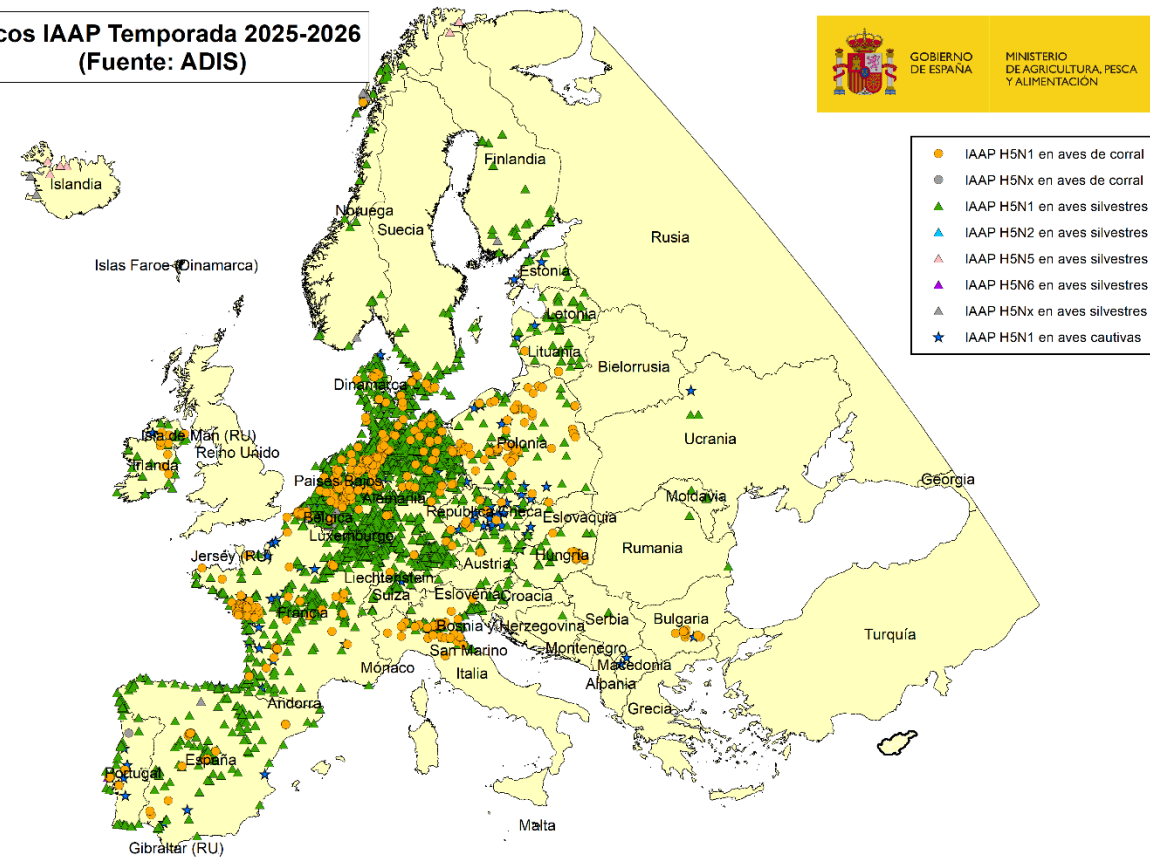 cos IAAP Temporada 2025-2026
(Fuente: ADIS)
GOBIERNO
DE ESPAÑA
MINISTERIO
DE AGRICULTURA, PESCA
Y ALIMENTACIÓN
IAAP H5N1 en aves de corral
IAAP H5Nx en aves de corral
IAAP H5N1 en aves silvestres
IAAP H5N2 en aves silvestres
IAAP H5N5 en aves silvestres
IAAP H5N6 en aves silvestres
IAAP H5Nx en aves silvestres
IAAP H5N1 en aves cautivas
Finlandia
Islandia
Noruega
Suecia
Rusia
Islas Faroe (Dinamarca)
Estonia
Letonia
Lituania
Bielorrusia
Dinamarca
Isla de Man (RU)
Reino Unido
Irlanda
Polonia
Ucrania
Georgia
Paises Bajos
Alemania
Moldavia
Bélgica
República Checa
Eslovaquia
Luxemburgo
Rumania
Jerséy (RU)
Hungria
Austria
Liechtenstein
Suiza
Eslovenia
Croacia
Francia
Serbia
Bulgaria
Bosnia y Herzegovina
Turquía
San Marino
Montenegro
Mónaco
Italia
Macedonia
Albania
Andorra
Grecia
España
Portugal
Malta
Gibraltar (RU)